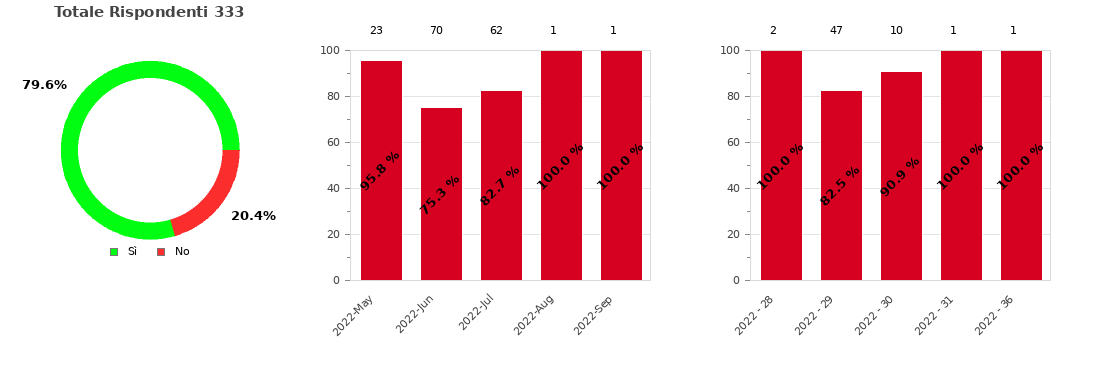 Totale Rispondenti 333
79.6%
20.4%
Sì No
23 70 62 1 1
100
80
60
40
20
0
95.8 %
75.3 %
82.7 %
100.0 %
100.0 %
2022-May
2022-Jun
2022-Jul
2022-Aug
2022-Sep
2 47 10 1 1
100
80
60
40
20
0
100.0 %
82.5 %
90.9 %
100.0 %
100.0 %
2022 - 28
2022 - 29
2022 - 30
2022 - 31
2022 - 36